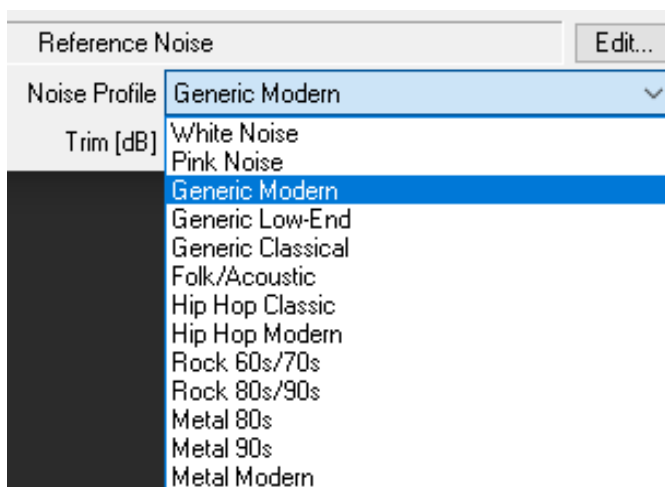 Reference Noise Edit...
Noise Profile Generic Modern
Trim [dB]
White Noise
Pink Noise
Generic Modern
Generic Low-End
Generic Classical
Folk/Acoustic
Hip Hop Classic
Hip Hop Modern
Rock 60s/70s
Rock 80s/90s
Metal 80s
Metal 90s
Metal Modern